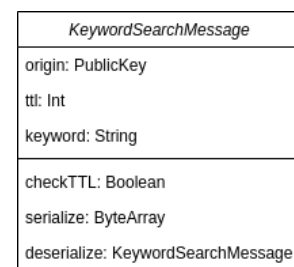 KeywordSearchMessage
origin: PublicKey
ttl: Int
keyword: String
checkTTL: Boolean
serialize: ByteArray
deserialize: KeywordSearchMessage